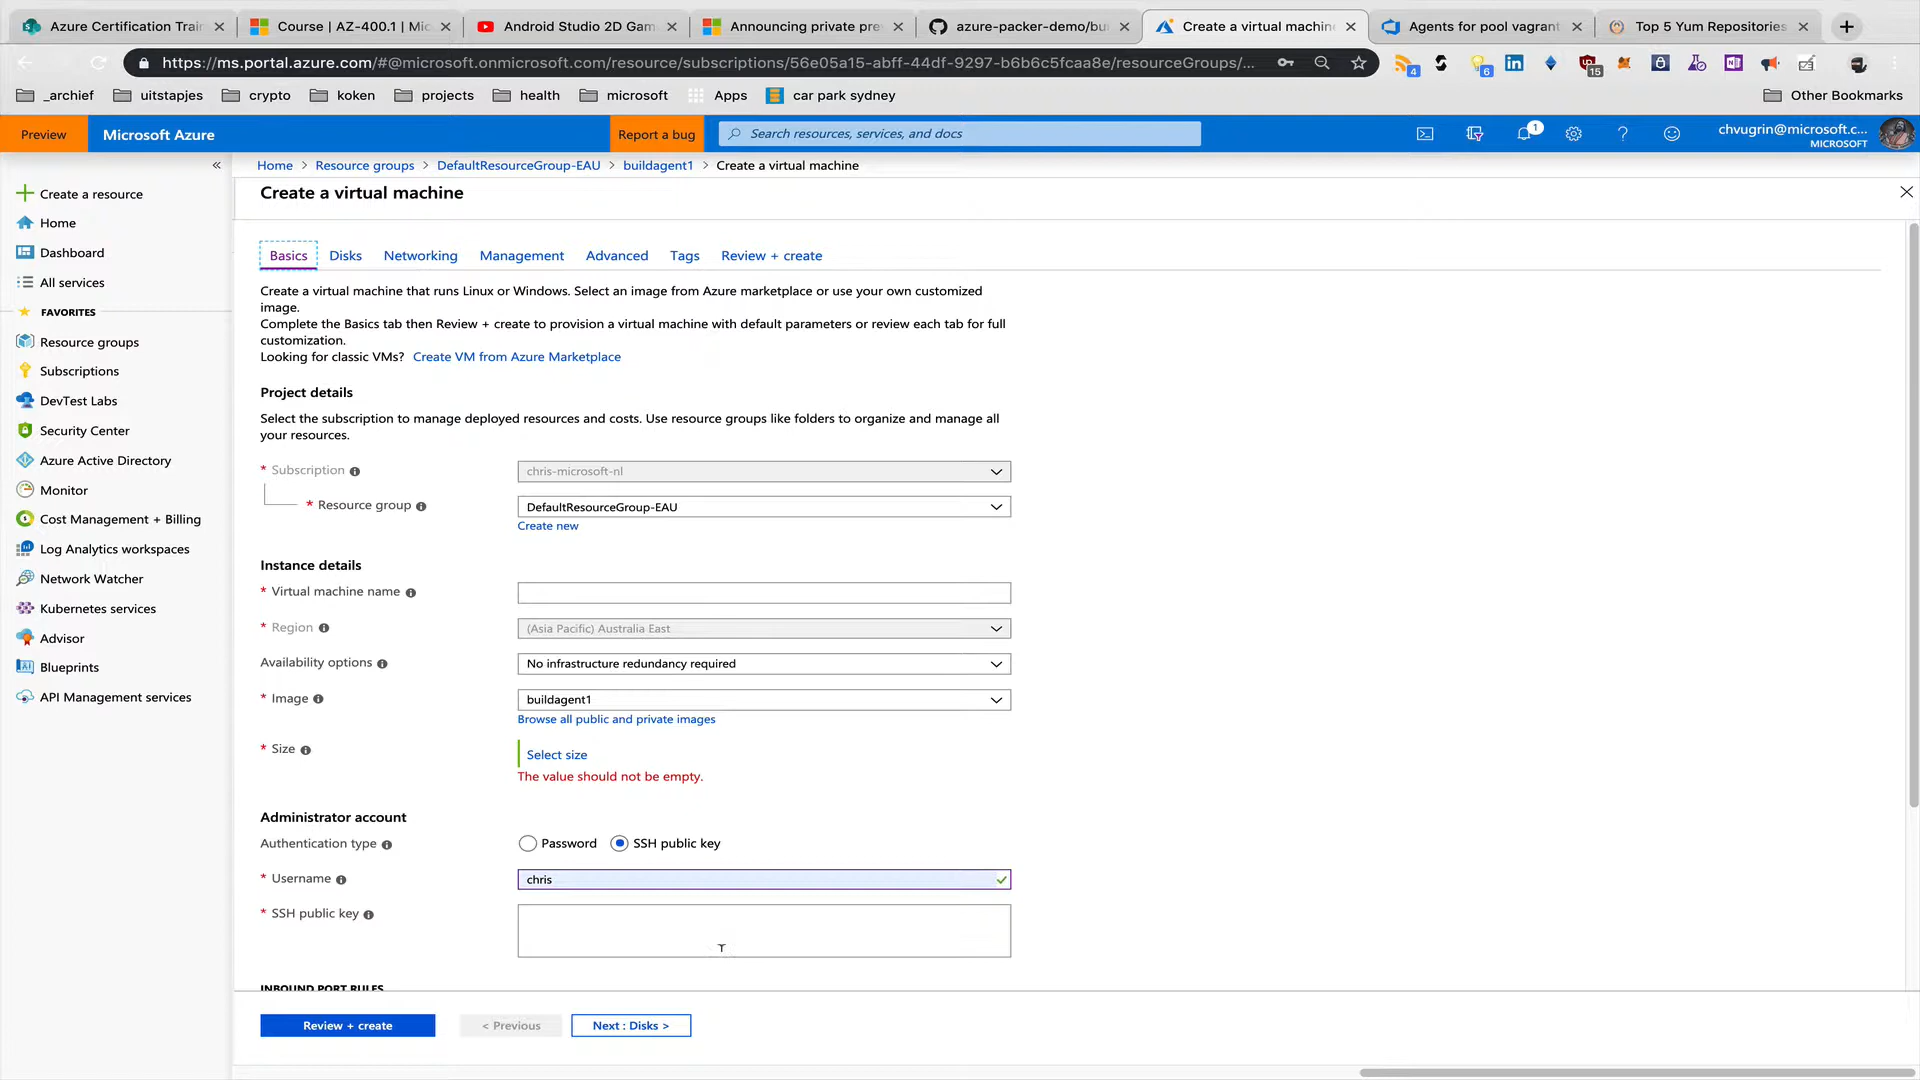 Azure Certification Trai
Course | AZ-400.1 | Mic
Android Studio 2D Gam
Announcing private pre
azure-packer-demo/bui
Create a virtual machine
Agents for pool vagrant
Top 5 Yum Repositories
https://ms.portal.azure.com/#@microsoft.onmicrosoft.com/resource/subscriptions/56e05a15-abff-44df-9297-b6b6c5fcaa8e/resourceGroups/...
4
6
15
_archief
uitstapjes
crypto
koken
projects
health
microsoft
Apps
car park sydney
Other Bookmarks
Preview
Microsoft Azure
Report a bug
Search resources, services, and docs
1
chvugrin@microsoft.c...
MICROSOFT
Home > Resource groups > DefaultResourceGroup-EAU > buildagent1 > Create a virtual machine
Create a virtual machine
Create a resource
Home
Dashboard
All services
FAVORITES
Resource groups
Subscriptions
DevTest Labs
Security Center
Azure Active Directory
Monitor
Cost Management + Billing
Log Analytics workspaces
Network Watcher
Kubernetes services
Advisor
Blueprints
API Management services
Basics
Disks
Networking
Management
Advanced
Tags
Review + create
Create a virtual machine that runs Linux or Windows. Select an image from Azure marketplace or use your own customized
image.
Complete the Basics tab then Review + create to provision a virtual machine with default parameters or review each tab for full
customization.
Looking for classic VMs? Create VM from Azure Marketplace
Project details
Select the subscription to manage deployed resources and costs. Use resource groups like folders to organize and manage all
your resources.
* Subscription
chris-microsoft-nl
* Resource group
DefaultResourceGroup-EAU
Create new
Instance details
* Virtual machine name
* Region
(Asia Pacific) Australia East
Availability options
No infrastructure redundancy required
* Image
buildagent1
Browse all public and private images
* Size
Select size
The value should not be empty.
Administrator account
Authentication type
Password
SSH public key
* Username
chris
* SSH public key
INBOUND PORT RULES
Review + create
< Previous
Next : Disks >